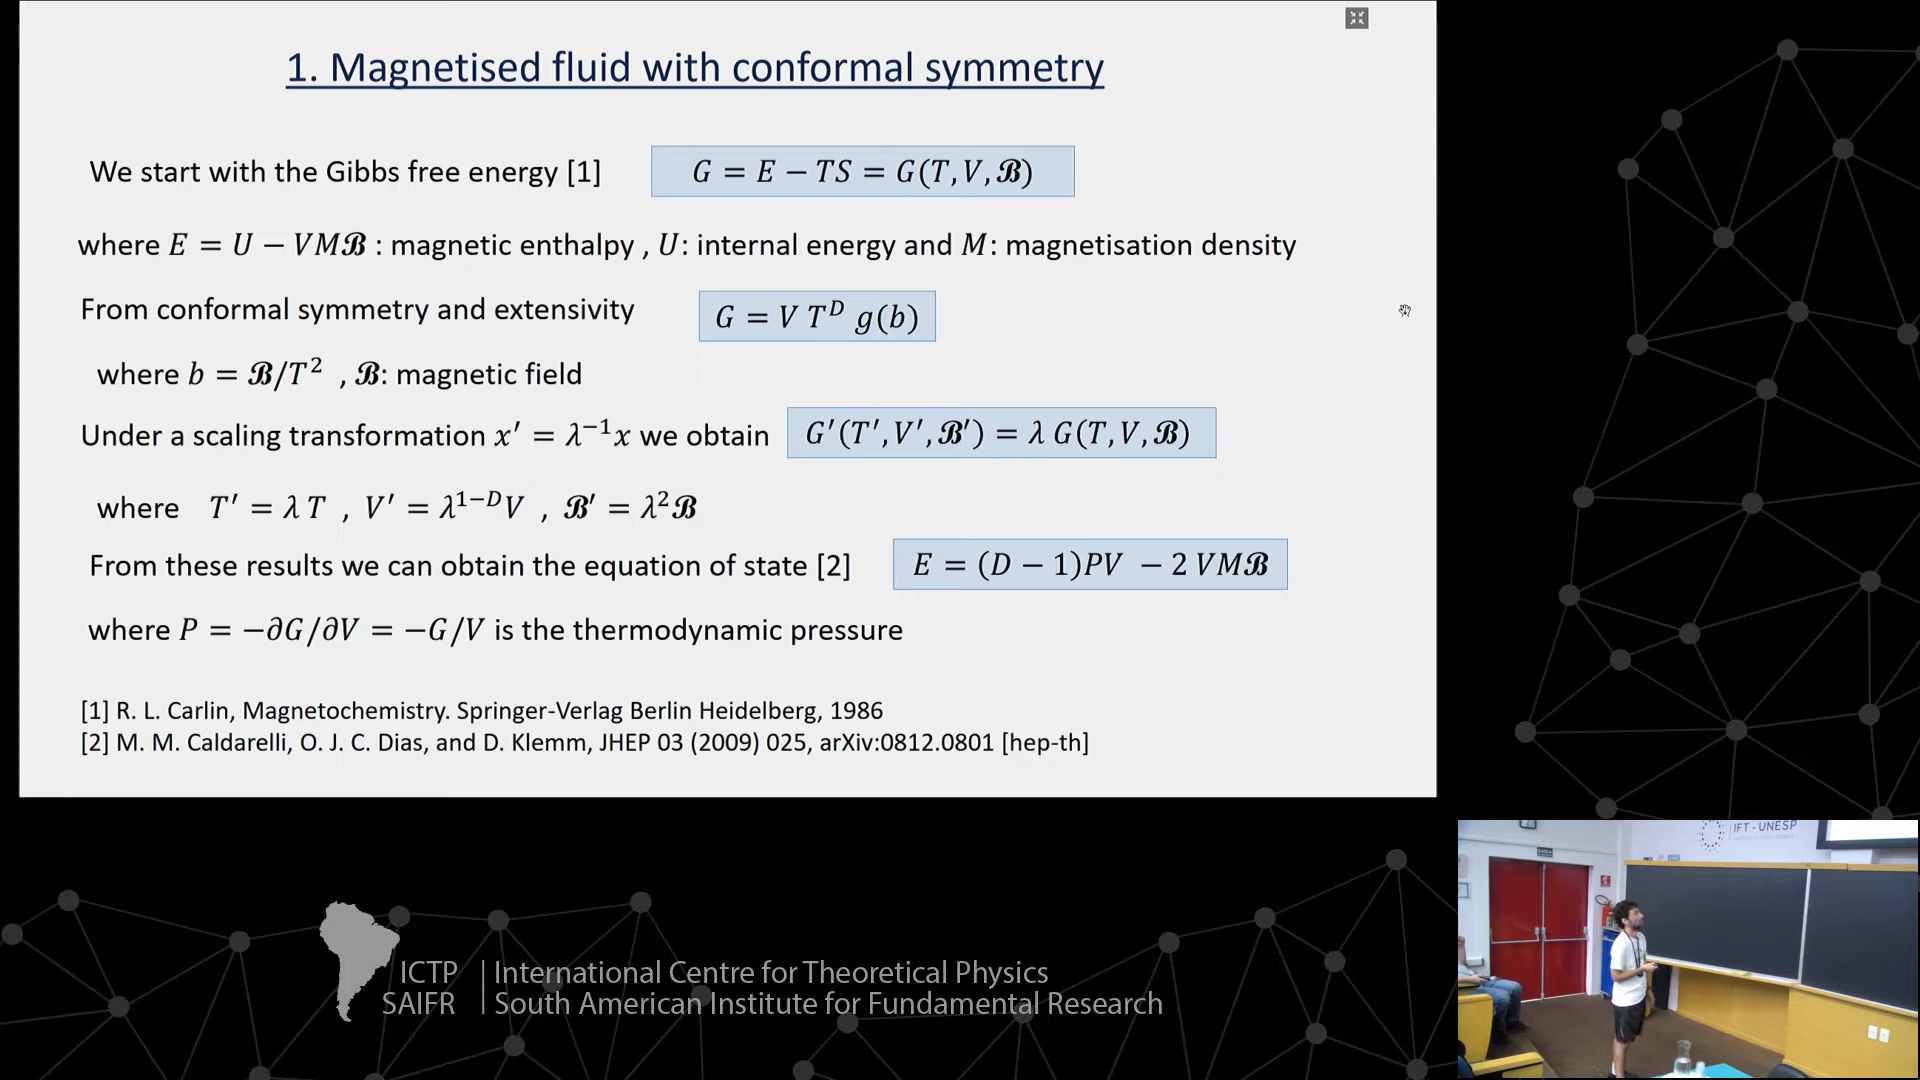 1. Magnetised fluid with conformal symmetry
We start with the Gibbs free energy [1] G = E − TS = G(T, V, 𝓑)
where E = U − VM𝓑 : magnetic enthalpy , U: internal energy and M: magnetisation density
From conformal symmetry and extensivity G = V T^D g(b)
where b = 𝓑/T² , 𝓑: magnetic field
Under a scaling transformation x′ = λ⁻¹x we obtain G′(T′, V′, 𝓑′) = λ G(T, V, 𝓑)
where T′ = λ T , V′ = λ^{1−D}V , 𝓑′ = λ²𝓑
From these results we can obtain the equation of state [2] E = (D − 1)PV − 2 VM𝓑
where P = −∂G/∂V = −G/V is the thermodynamic pressure
[1] R. L. Carlin, Magnetochemistry. Springer-Verlag Berlin Heidelberg, 1986
[2] M. M. Caldarelli, O. J. C. Dias, and D. Klemm, JHEP 03 (2009) 025, arXiv:0812.0801 [hep-th]
IFT - UNESP
ICTP International Centre for Theoretical Physics
SAIFR South American Institute for Fundamental Research